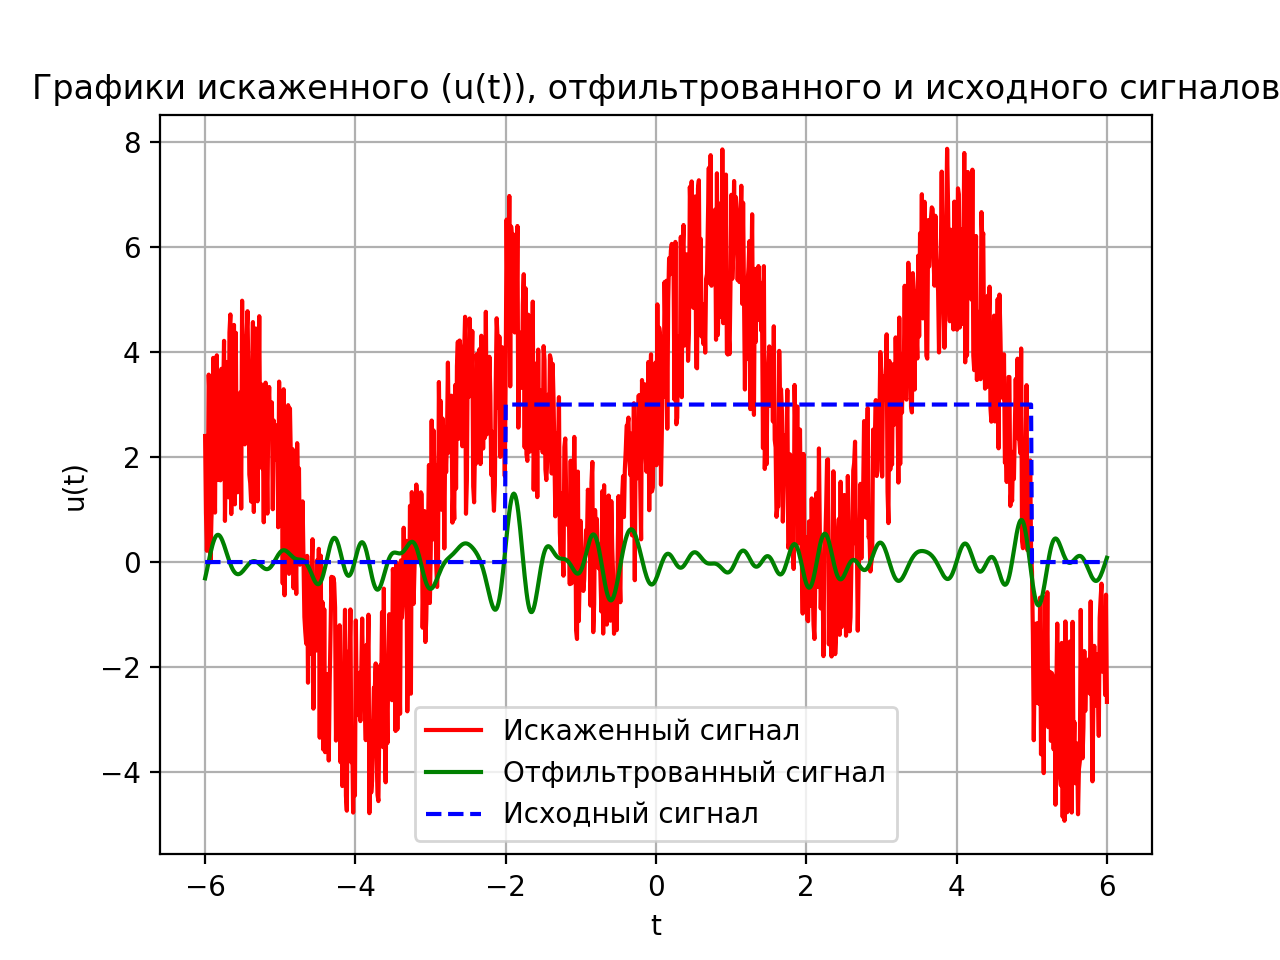 Графики искаженного (u(t)), отфильтрованного и исходного сигналов
8
6
4
2
0
−2
−4
u(t)
Искаженный сигнал
Отфильтрованный сигнал
Исходный сигнал
−6 −4 −2 0 2 4 6
t